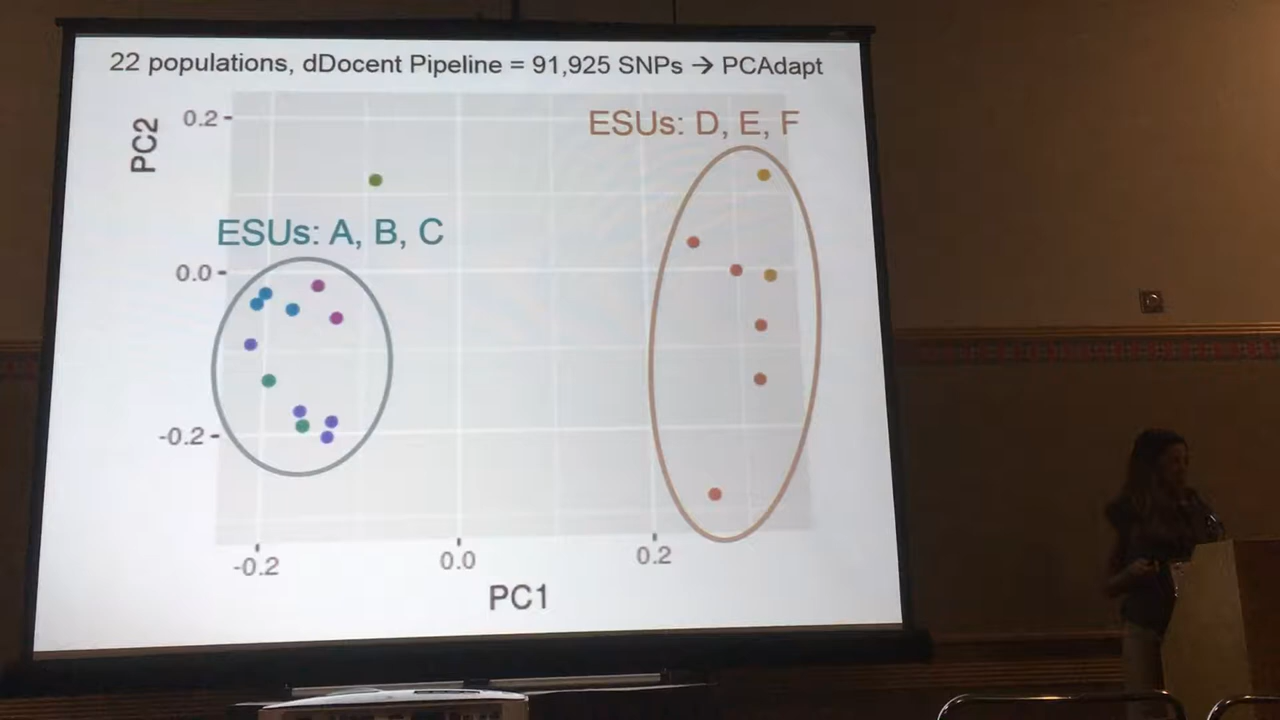 22 populations, dDocent Pipeline = 91,925 SNPs → PCAdapt
PC2
0.2
ESUs: D, E, F
ESUs: A, B, C
0.0
-0.2
-0.2
0.0
0.2
PC1